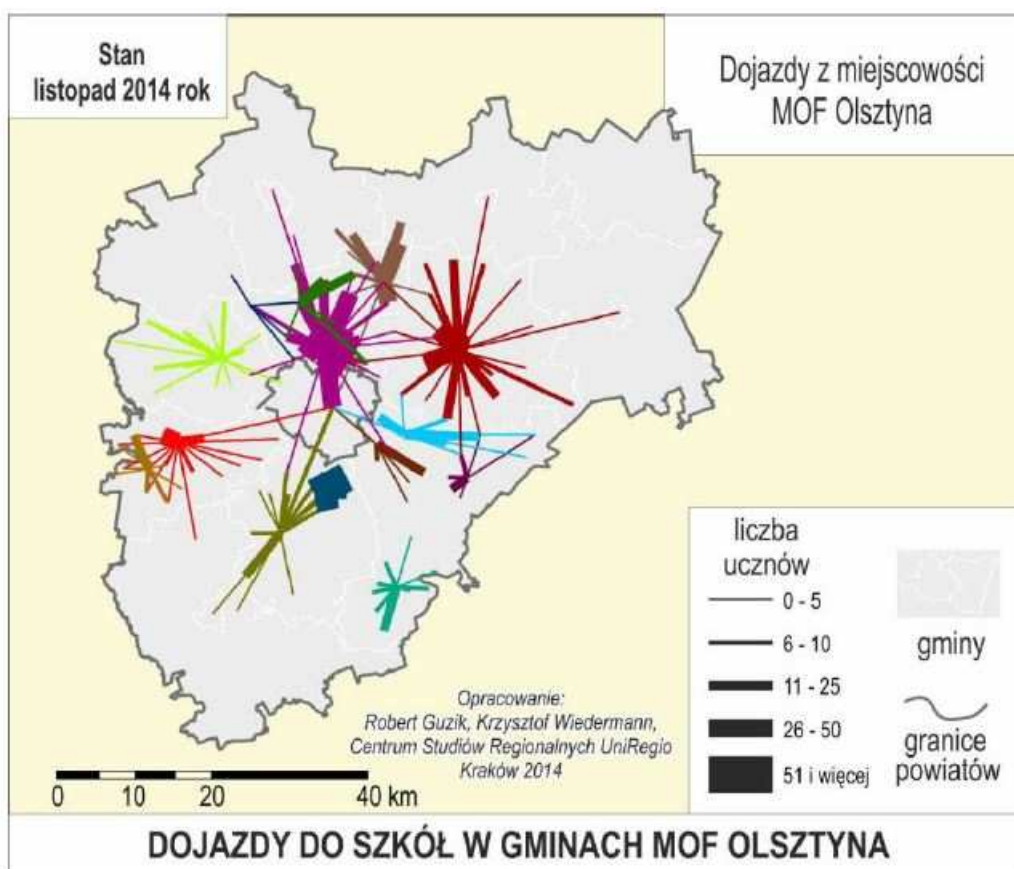 Stan
listopad 2014 rok
Dojazdy z miejscowości
MOF Olsztyna
liczba
ucznów
0 - 5
6 - 10
11 - 25
26 - 50
51 i więcej
gminy
granice
powiatów
Opracowanie:
Robert Guzik, Krzysztof Wiedermann,
Centrum Studiów Regionalnych UniRegio
Kraków 2014
0 10 20 40 km
DOJAZDY DO SZKÓŁ W GMINACH MOF OLSZTYNA